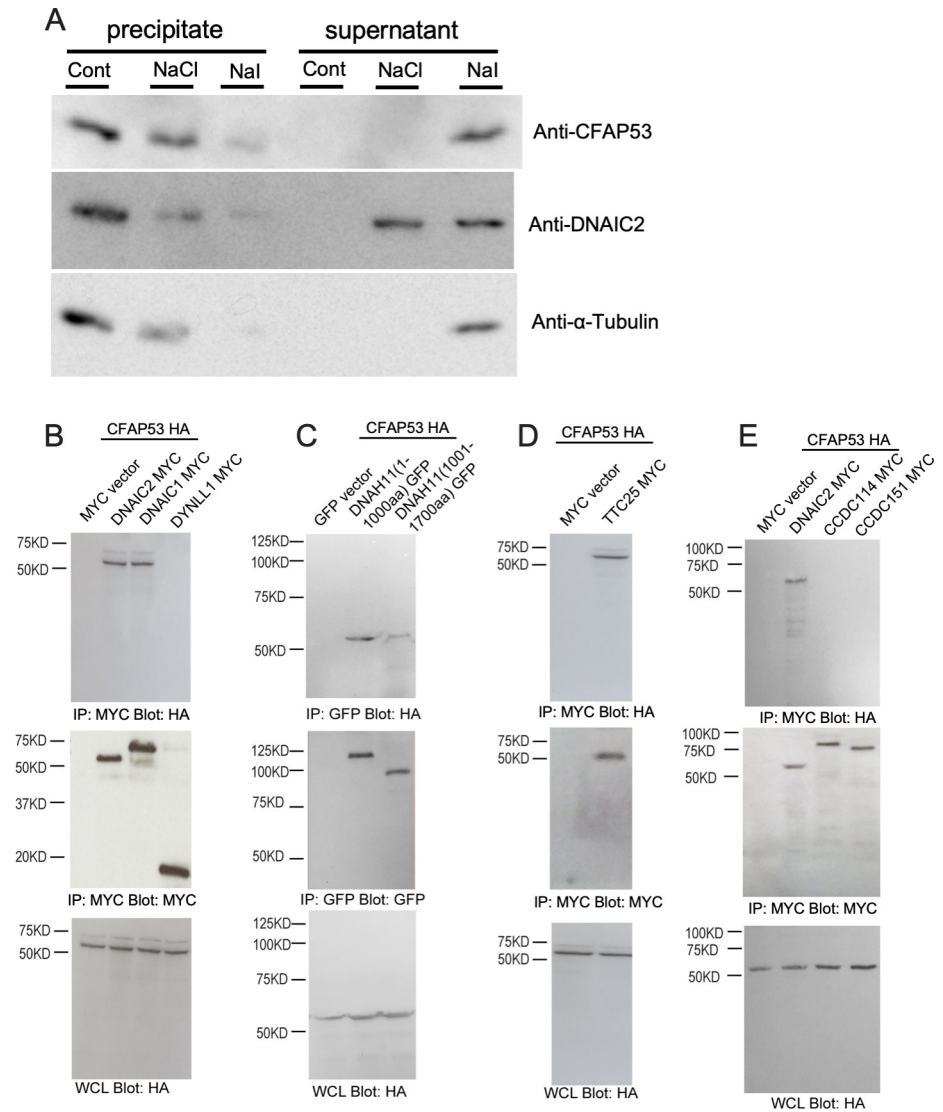 A
precipitate supernatant
Cont NaCl NaI Cont NaCl NaI
Anti-CFAP53
Anti-DNAIC2
Anti-α-Tubulin
B
CFAP53 HA
MYC vector
DNAIC2 MYC
DNAIC1 MYC
DYNLL1 MYC
75KD
50KD
IP: MYC Blot: HA
75KD
50KD
37KD
20KD
IP: MYC Blot: MYC
75KD
50KD
WCL Blot: HA
C
CFAP53 HA
GFP vector
DNAH11(1-
1000aa) GFP
DNAH11(1001-
1700aa) GFP
125KD
100KD
75KD
50KD
IP: GFP Blot: HA
125KD
100KD
75KD
50KD
IP: GFP Blot: GFP
125KD
100KD
75KD
50KD
WCL Blot: HA
D
CFAP53 HA
MYC vector
TTC25 MYC
75KD
50KD
IP: MYC Blot: HA
75KD
50KD
IP: MYC Blot: MYC
75KD
50KD
WCL Blot: HA
E
CFAP53 HA
MYC vector
DNAIC2 MYC
CCDC114 MYC
CCDC151 MYC
100KD
75KD
50KD
IP: MYC Blot: HA
100KD
75KD
50KD
IP: MYC Blot: MYC
100KD
75KD
50KD
WCL Blot: HA